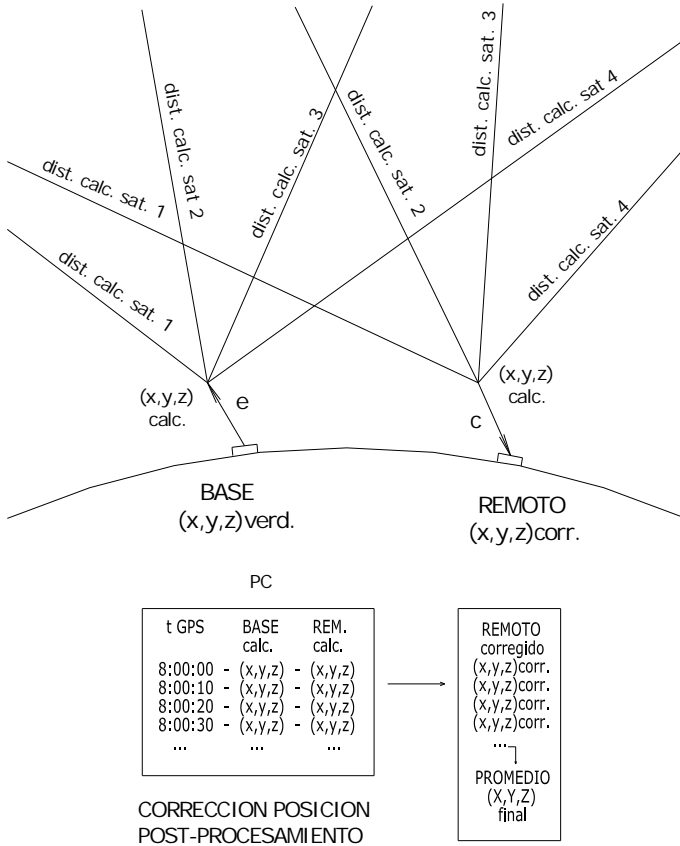 dist. calc. sat 2
dist. calc. sat. 3
dist. calc. sat. 2
dist. calc. sat. 3
dist. calc. sat 4
dist. calc. sat. 1
dist. calc. sat. 1
dist. calc. sat. 4
(x,y,z)
calc.
e
(x,y,z)
calc.
c
BASE
(x,y,z)verd.
REMOTO
(x,y,z)corr.
PC
t GPS BASE REM.
calc. calc.
8:00:00 - (x,y,z) - (x,y,z)
8:00:10 - (x,y,z) - (x,y,z)
8:00:20 - (x,y,z) - (x,y,z)
8:00:30 - (x,y,z) - (x,y,z)
... ... ...
REMOTO
corregido
(x,y,z)corr.
(x,y,z)corr.
(x,y,z)corr.
(x,y,z)corr.
...
PROMEDIO
(X,Y,Z)
final
CORRECCION POSICION
POST-PROCESAMIENTO